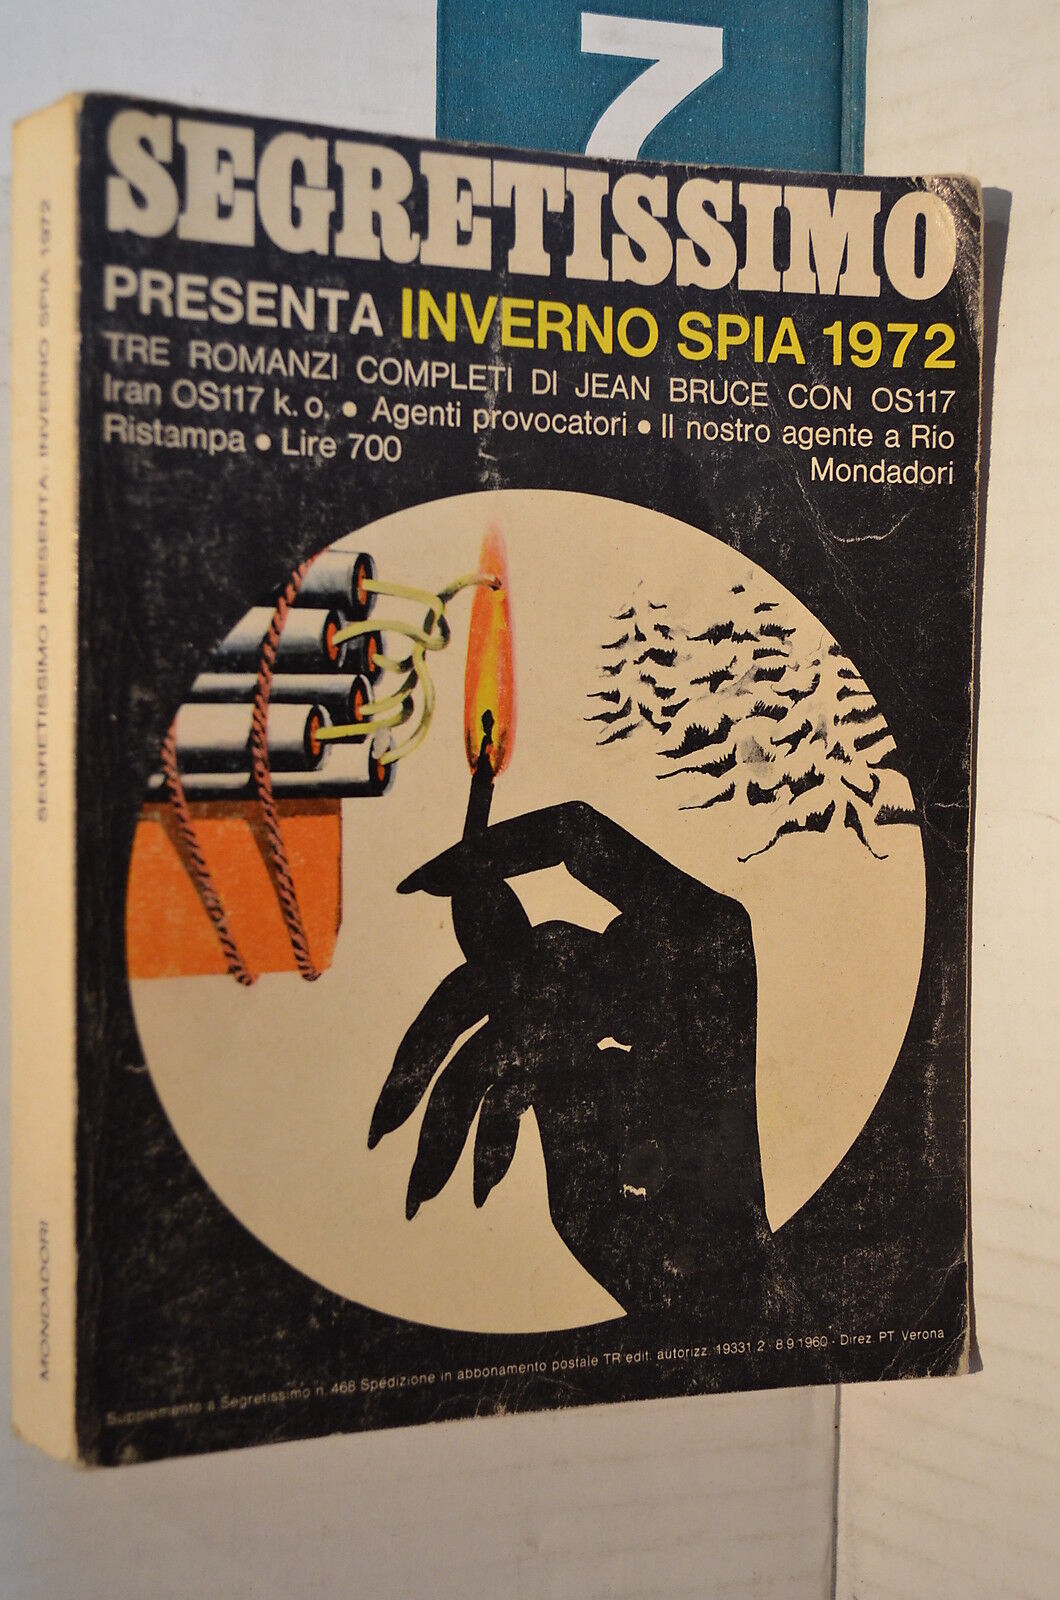 7
SEGRETISSIMO
PRESENTA INVERNO SPIA 1972
TRE ROMANZI COMPLETI DI JEAN BRUCE CON OS117
Iran OS117 k.o. • Agenti provocatori • Il nostro agente a Rio
Ristampa • Lire 700
Mondadori
Supplemento a Segretissimo n. 468 Spedizione in abbonamento postale TR edit. autorizz. 19331 2 - 8.9.1960 - Direz. PT. Verona
SEGRETISSIMO PRESENTA: INVERNO SPIA 1972
MONDADORI